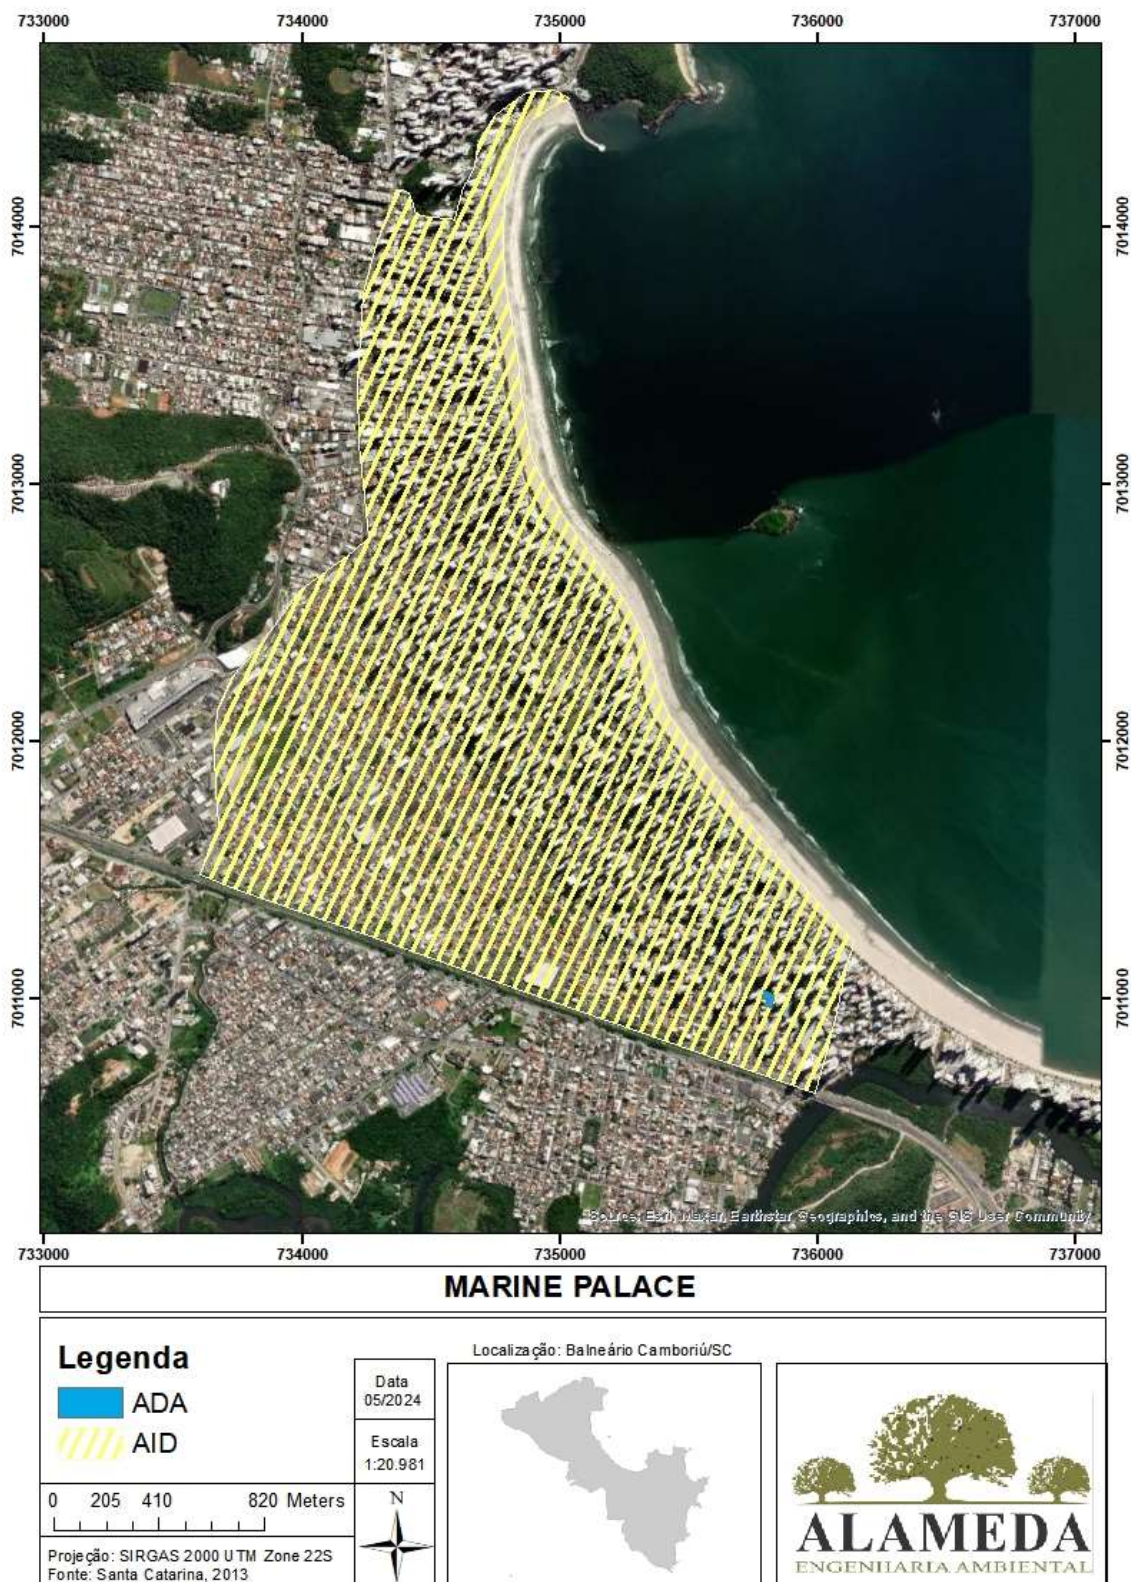 733000 734000 735000 736000 737000
7014000 7014000
7013000 7013000
7012000 7012000
7011000 7011000
Source: Esri, Maxar, Earthstar Geographics, and the GIS User Community
733000 734000 735000 736000 737000
MARINE PALACE
Legenda
ADA
AID
Data
05/2024
Escala
1:20.981
0 205 410 820 Meters
N
Projeção: SIRGAS 2000 UTM Zone 22S
Fonte: Santa Catarina, 2013
Localização: Balneário Camboriú/SC
ALAMEDA
ENGENHARIA AMBIENTAL